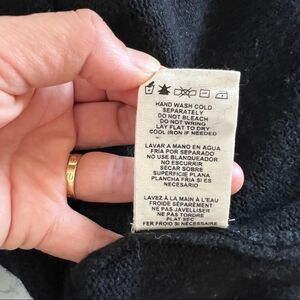 HAND WASH COLD
SEPARATELY
DO NOT BLEACH
DO NOT WRING
LAY FLAT TO DRY
COOL IRON IF NEEDED
LAVAR A MANO EN AGUA
FRIA POR SEPARADO
NO USE BLANQUEADOR
NO ESCURRIR
SECAR SOBRE
SUPERFICIE PLANA
PLANCHA FRIA SI ES
NECESARIO
LAVEZ À LA MAIN À L'EAU
FROIDE SÉPARÉMENT
NE PAS JAVELLISER
NE PAS TORDRE
PLAT SEC
FER FROID SI NÉCESSAIRE